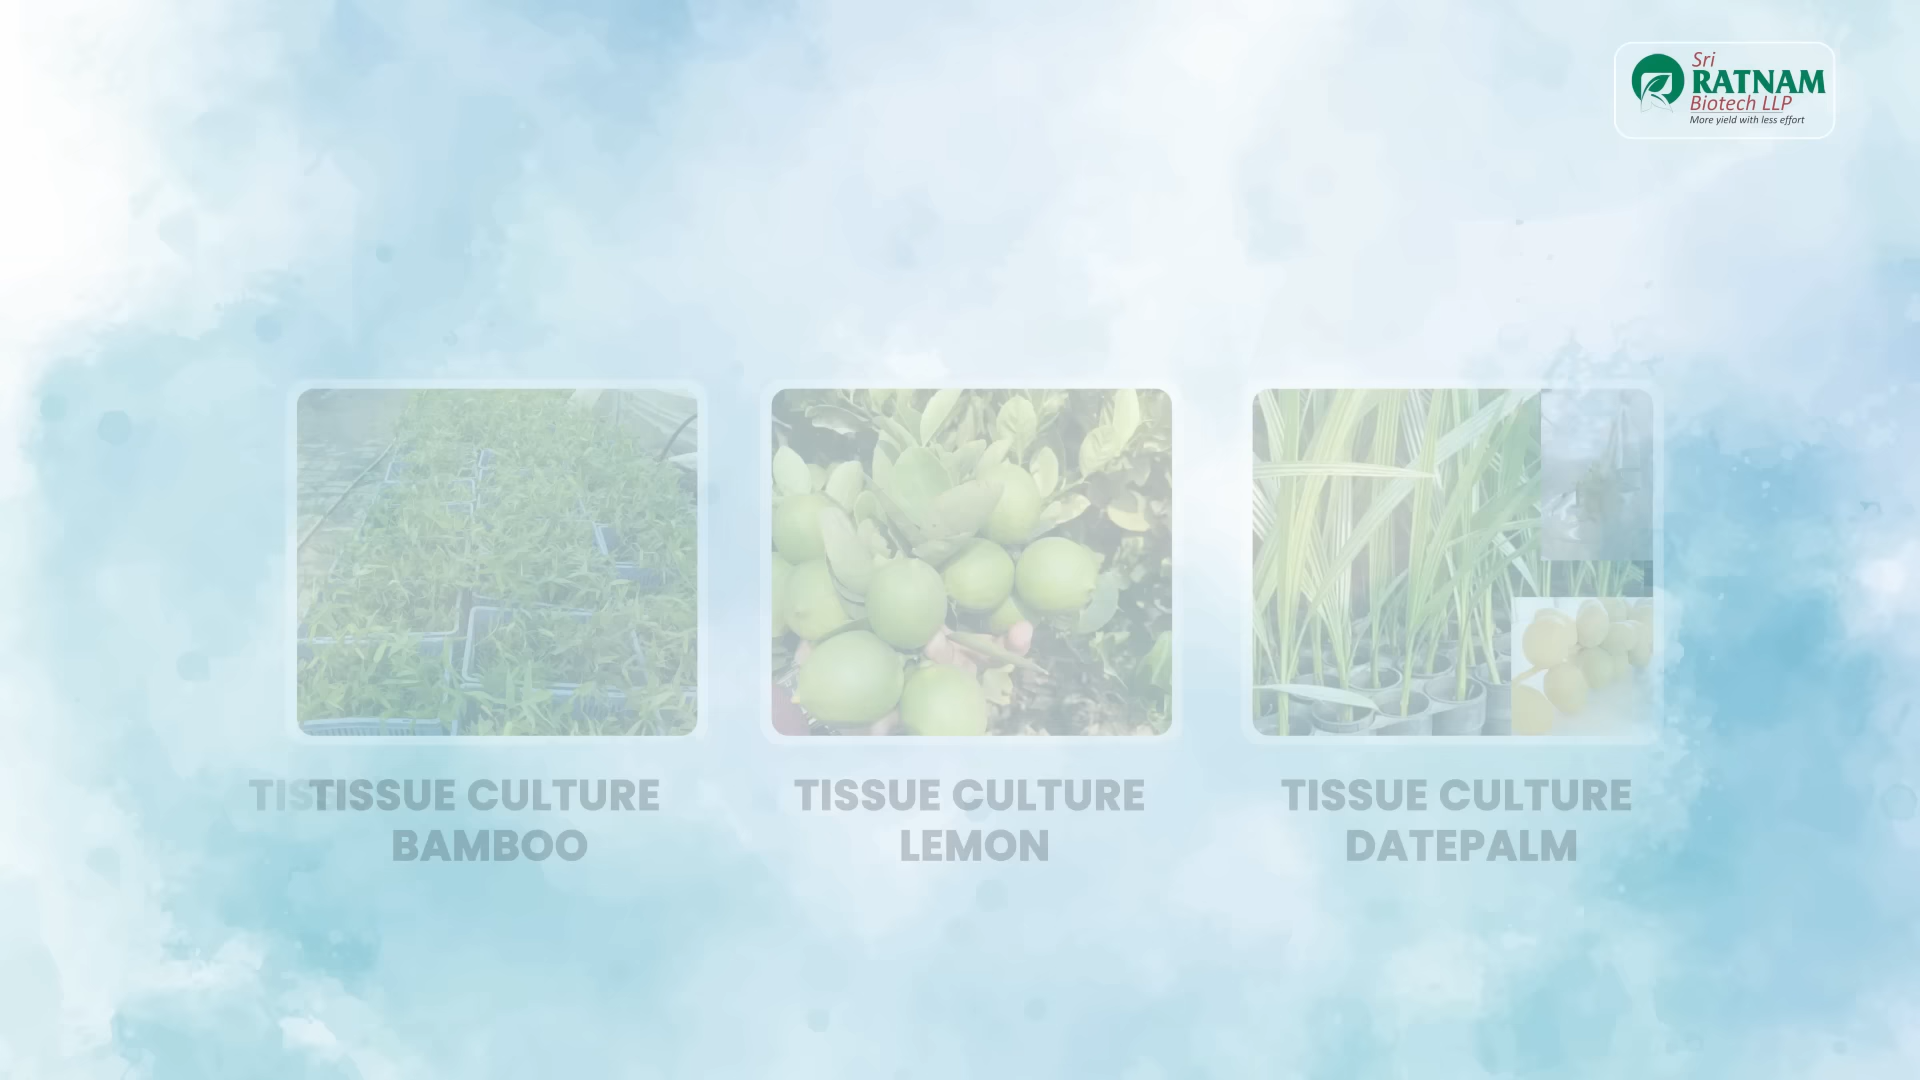 Sri
RATNAM
Biotech LLP
More yield with less effort
TISTISSUE CULTURE
BAMBOO
TISSUE CULTURE
LEMON
TISSUE CULTURE
DATEPALM